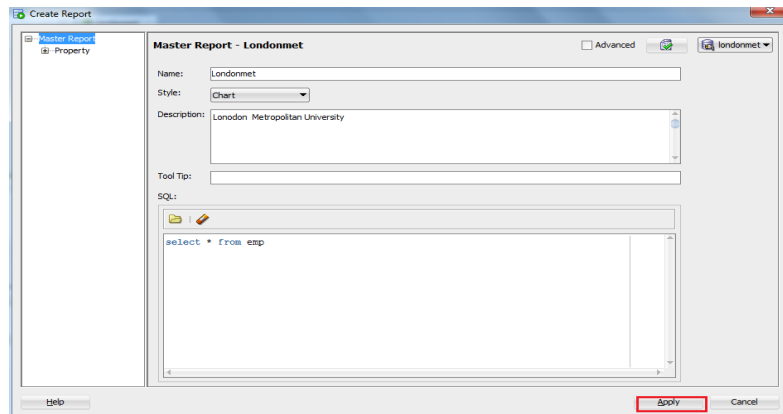 Create Report
Master Report
Property
Master Report - Londonmet
Advanced
londonmet
Name: Londonmet
Style: Chart
Description: Lonodon Metropolitan University
Tool Tip:
SQL:
select * from emp
Help
Apply
Cancel